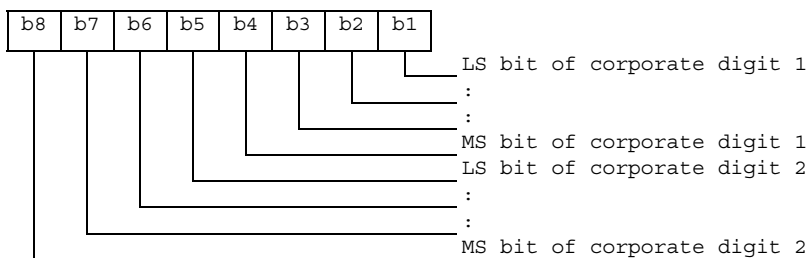 b8 b7 b6 b5 b4 b3 b2 b1
LS bit of corporate digit 1
:
:
MS bit of corporate digit 1
LS bit of corporate digit 2
:
:
MS bit of corporate digit 2